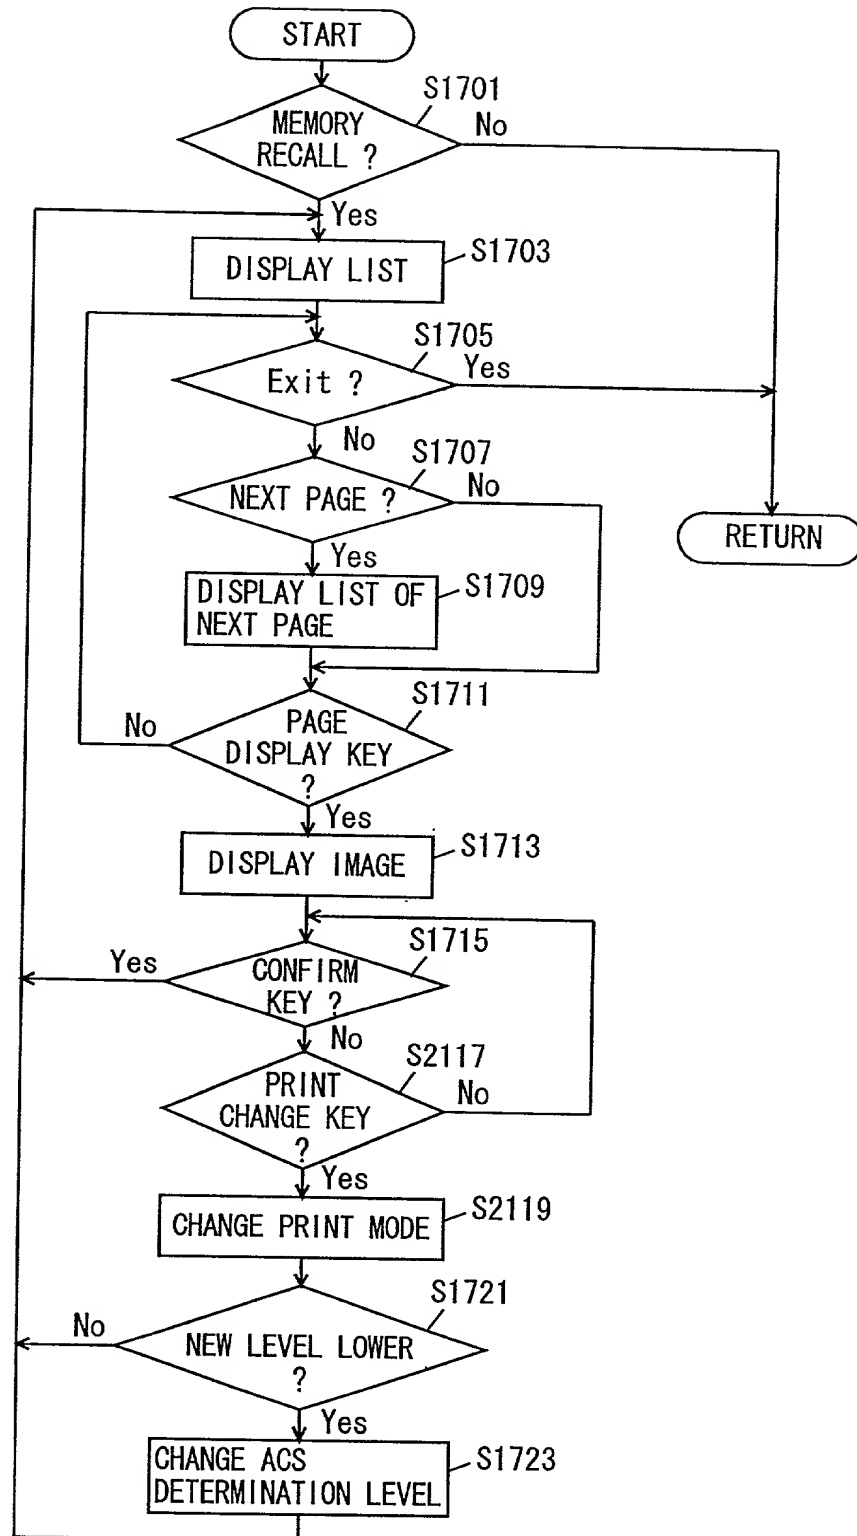 START
S1701
MEMORY
RECALL ?
No
Yes
DISPLAY LIST
S1703
S1705
Exit ?
Yes
No
S1707
NEXT PAGE ?
No
Yes
RETURN
DISPLAY LIST OF
NEXT PAGE
S1709
S1711
No
PAGE
DISPLAY KEY
?
Yes
DISPLAY IMAGE
S1713
S1715
Yes
CONFIRM
KEY ?
No
S2117
PRINT
CHANGE KEY
?
No
Yes
CHANGE PRINT MODE
S2119
S1721
No
NEW LEVEL LOWER
?
Yes
CHANGE ACS
DETERMINATION LEVEL
S1723